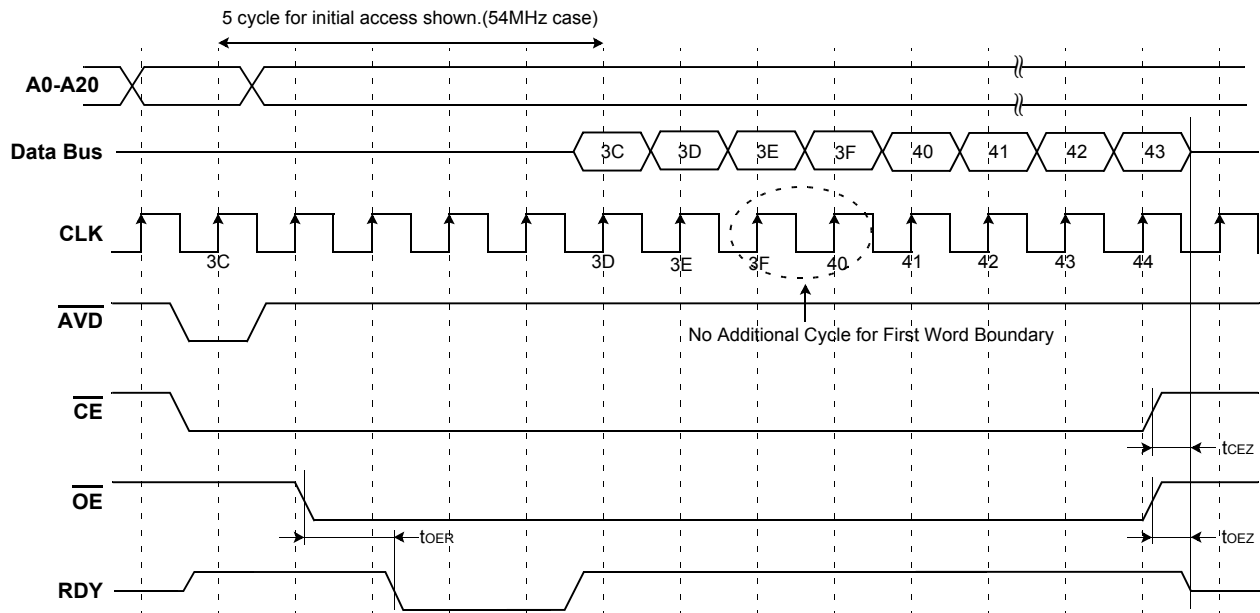 5 cycle for initial access shown.(54MHz case)
A0-A20
Data Bus 3C 3D 3E 3F 40 41 42 43
CLK
3C 3D 3E 3F 40 41 42 43 44
AVD
No Additional Cycle for First Word Boundary
CE
tCEZ
OE
tOER tOEZ
RDY